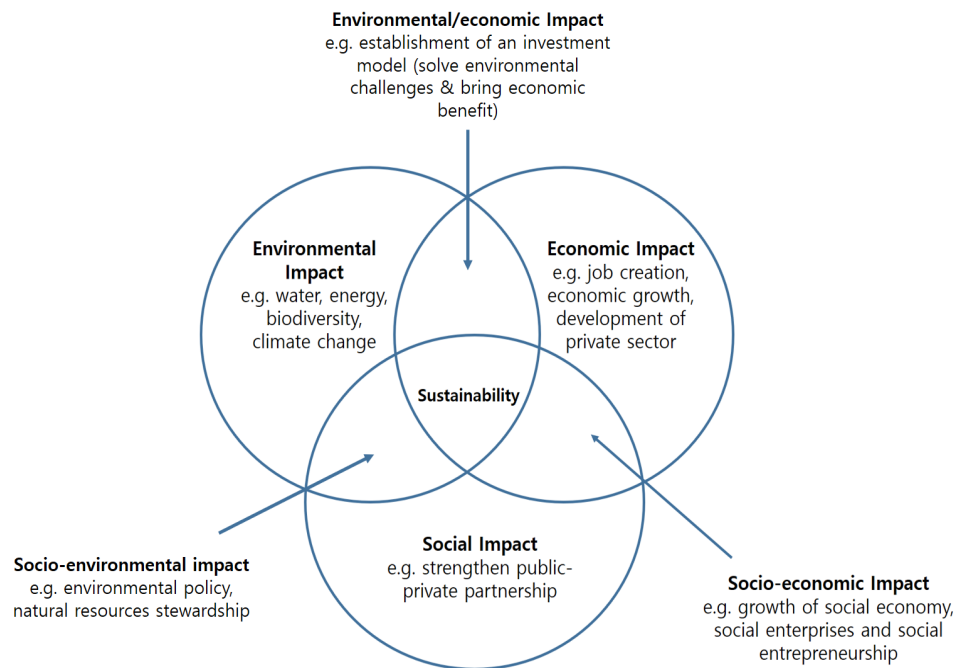 Environmental/economic Impact
e.g. establishment of an investment
model (solve environmental
challenges & bring economic
benefit)
Environmental
Impact
e.g. water, energy,
biodiversity,
climate change
Economic Impact
e.g. job creation,
economic growth,
development of
private sector
Sustainability
Socio-environmental impact
e.g. environmental policy,
natural resources stewardship
Social Impact
e.g. strengthen public-
private partnership
Socio-economic Impact
e.g. growth of social economy,
social enterprises and social
entrepreneurship